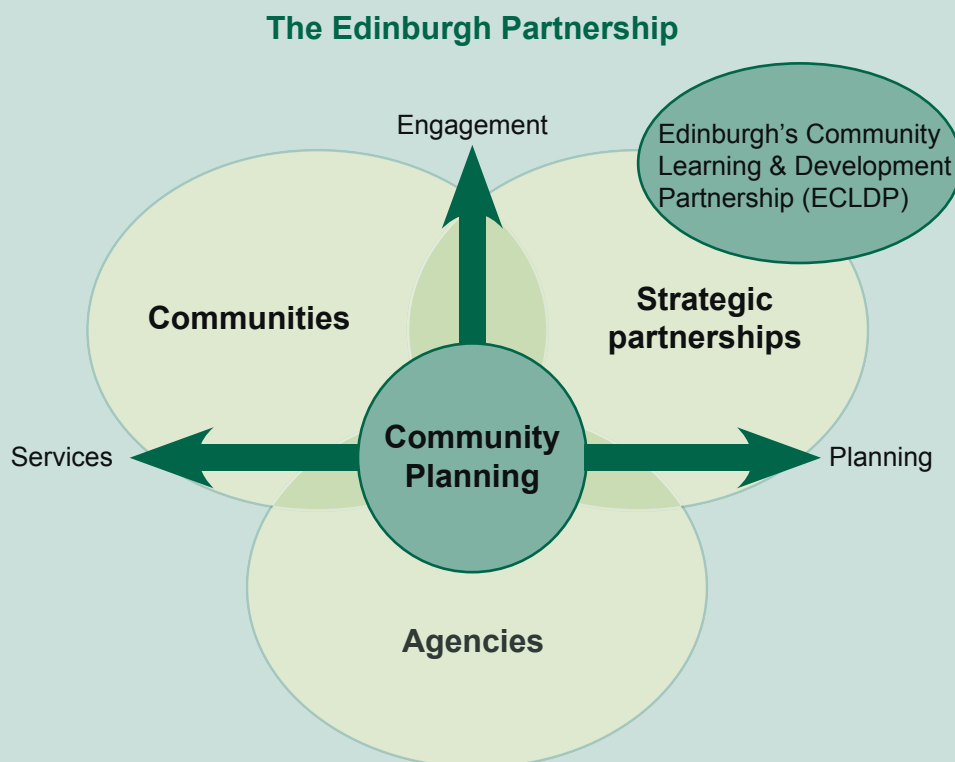 The Edinburgh Partnership
Engagement
Edinburgh's Community
Learning & Development
Partnership (ECLDP)
Communities
Strategic
partnerships
Services
Community
Planning
Planning
Agencies